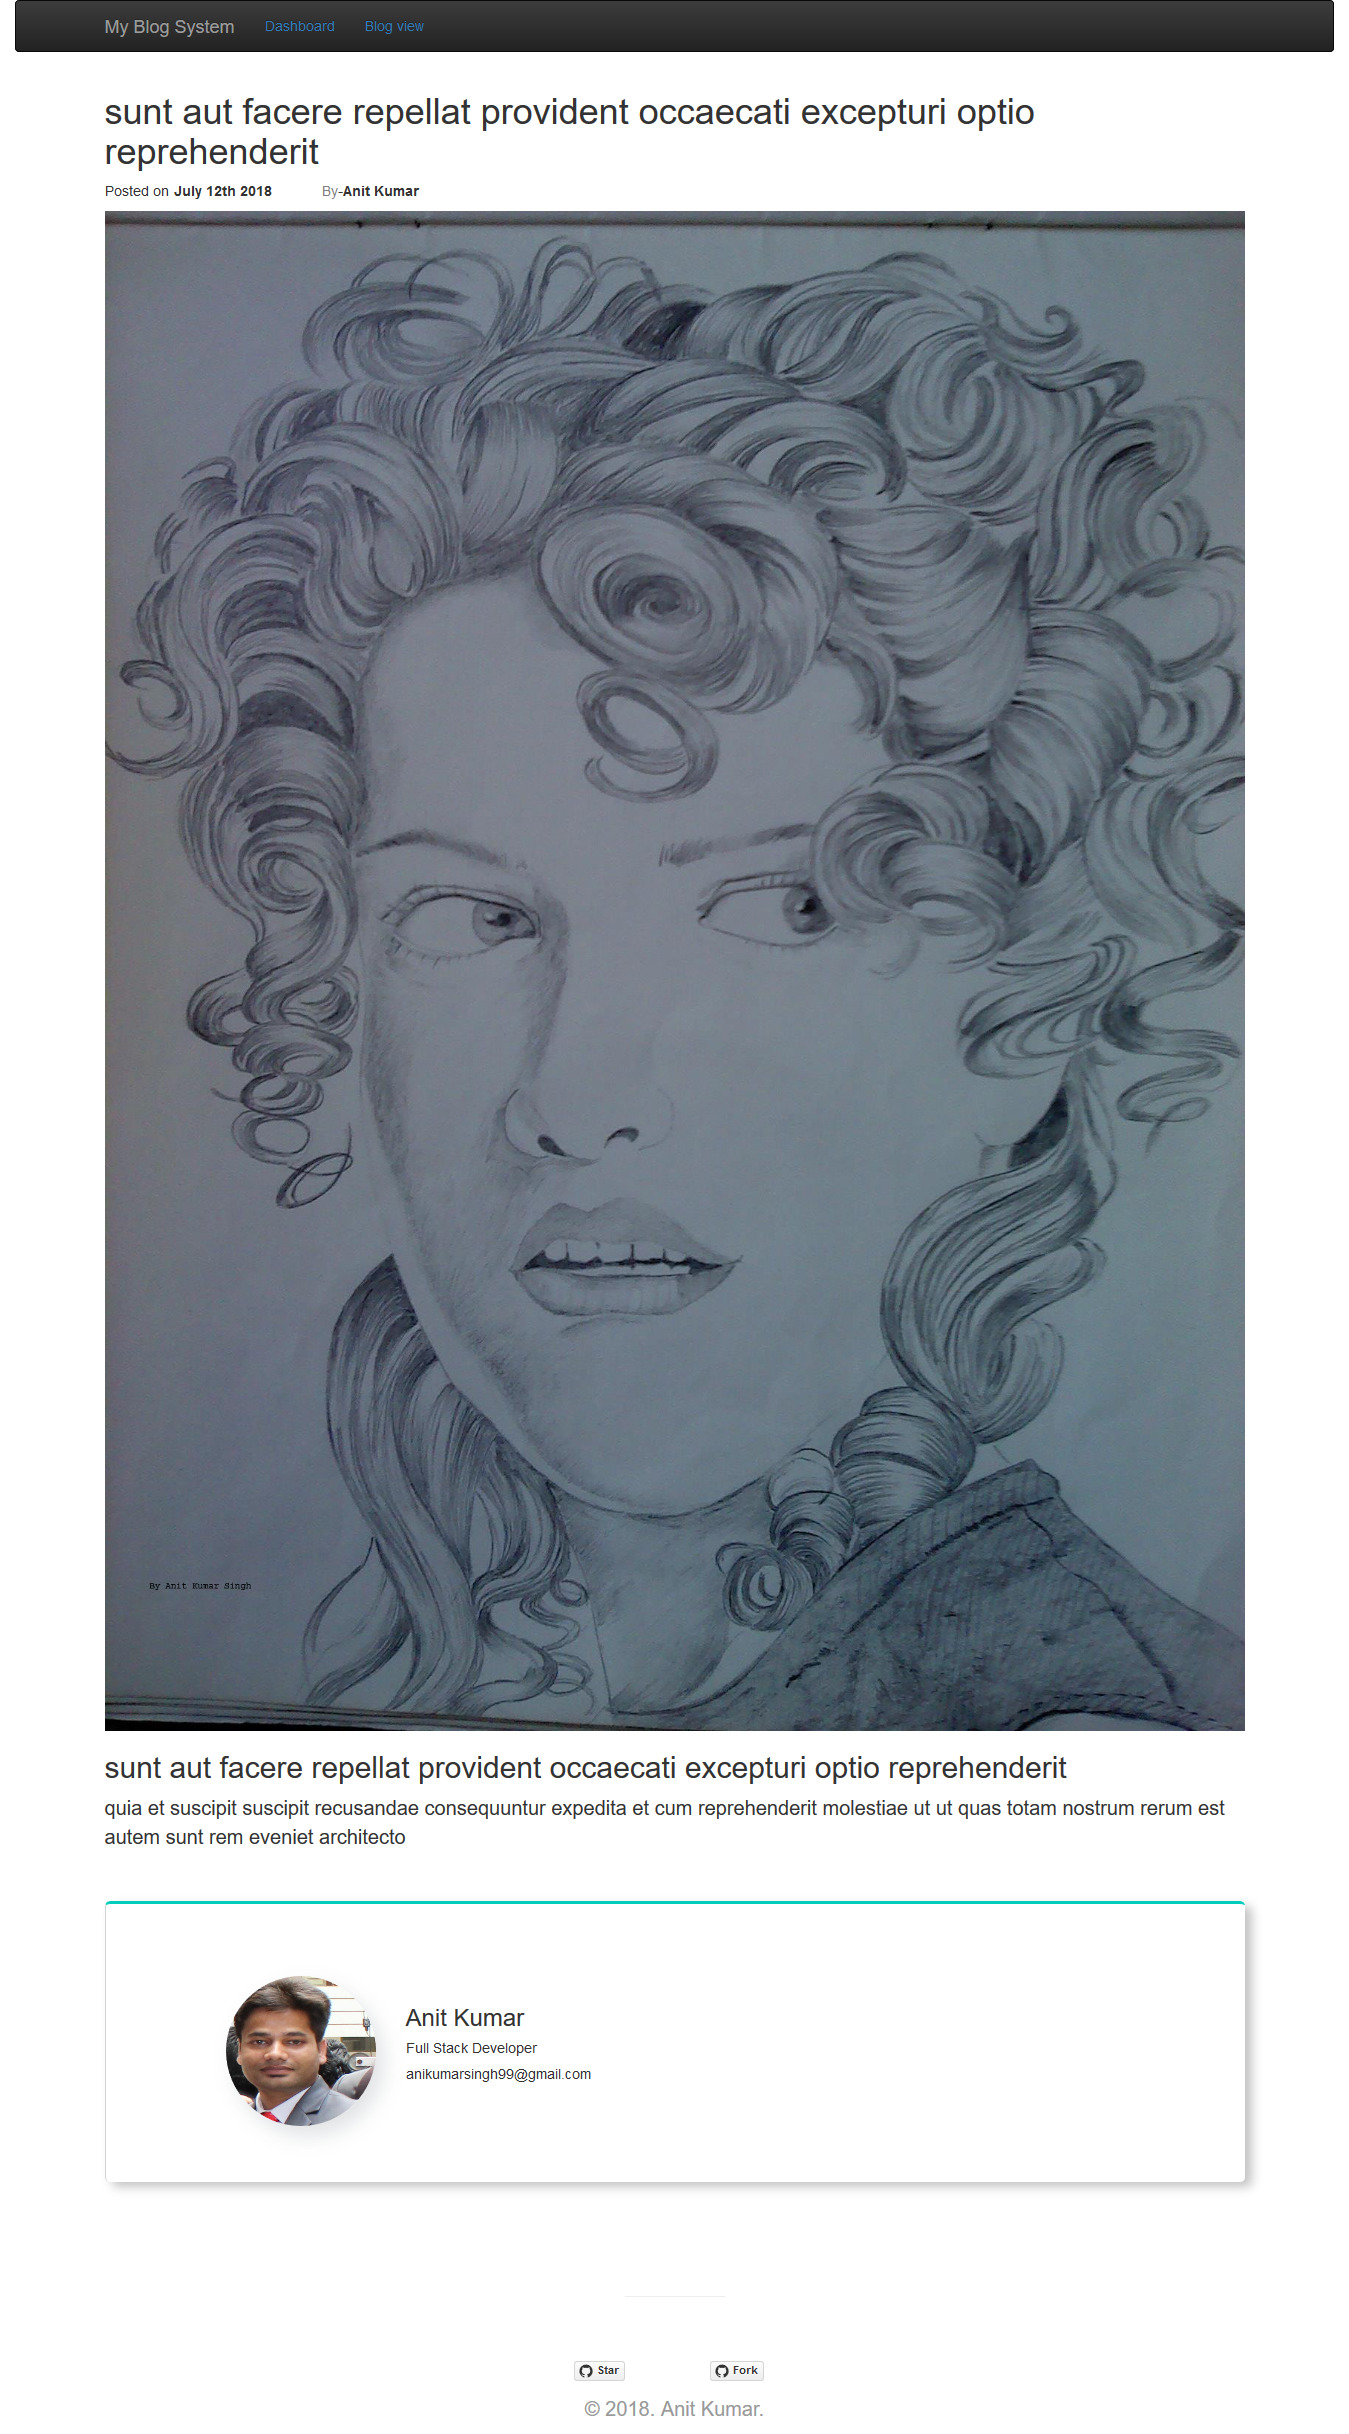 My Blog System Dashboard Blog view
sunt aut facere repellat provident occaecati excepturi optio
reprehenderit
Posted on July 12th 2018 By-Anit Kumar
By Anit Kumar Singh
sunt aut facere repellat provident occaecati excepturi optio reprehenderit
quia et suscipit suscipit recusandae consequuntur expedita et cum reprehenderit molestiae ut ut quas totam nostrum rerum est
autem sunt rem eveniet architecto
Anit Kumar
Full Stack Developer
anikumarsingh99@gmail.com
Star Fork
© 2018. Anit Kumar.